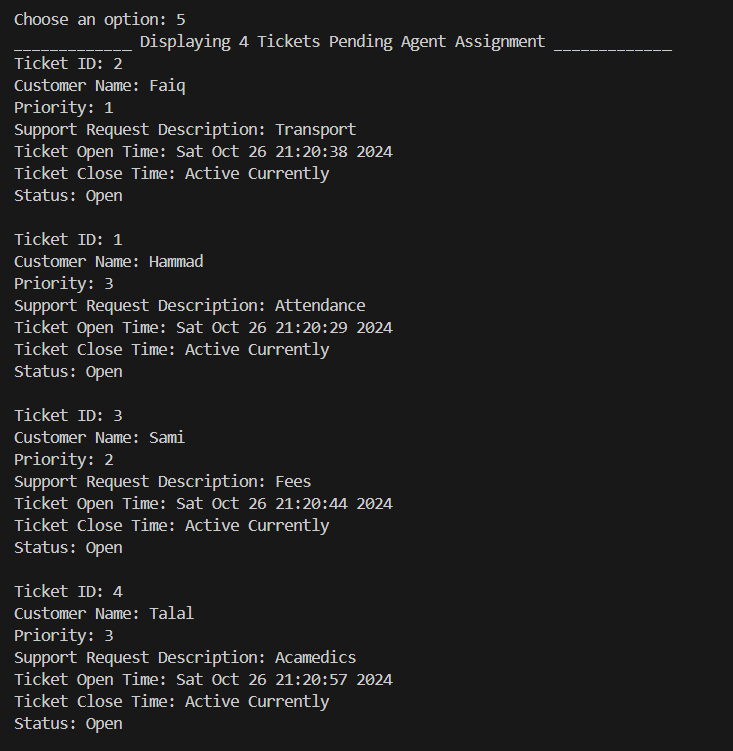 Choose an option: 5
_____________ Displaying 4 Tickets Pending Agent Assignment _____________
Ticket ID: 2
Customer Name: Faiq
Priority: 1
Support Request Description: Transport
Ticket Open Time: Sat Oct 26 21:20:38 2024
Ticket Close Time: Active Currently
Status: Open

Ticket ID: 1
Customer Name: Hammad
Priority: 3
Support Request Description: Attendance
Ticket Open Time: Sat Oct 26 21:20:29 2024
Ticket Close Time: Active Currently
Status: Open

Ticket ID: 3
Customer Name: Sami
Priority: 2
Support Request Description: Fees
Ticket Open Time: Sat Oct 26 21:20:44 2024
Ticket Close Time: Active Currently
Status: Open

Ticket ID: 4
Customer Name: Talal
Priority: 3
Support Request Description: Acamedics
Ticket Open Time: Sat Oct 26 21:20:57 2024
Ticket Close Time: Active Currently
Status: Open